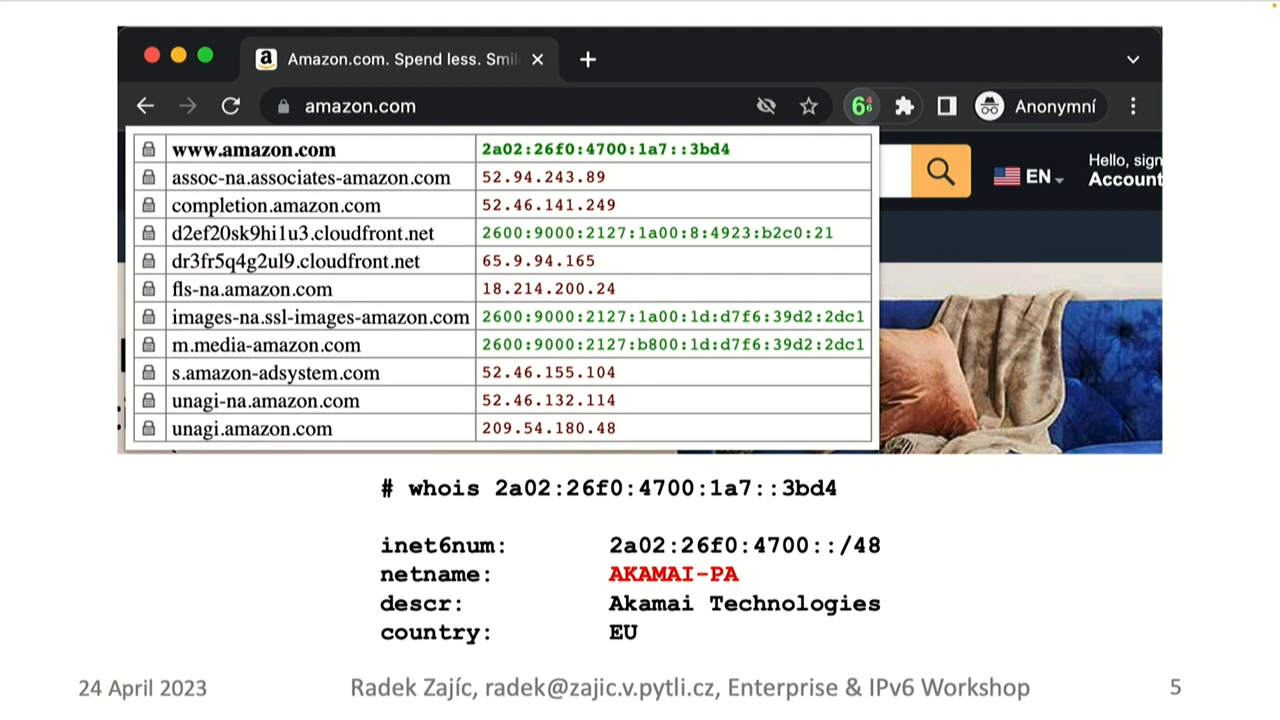 Amazon.com. Spend less. Smil
amazon.com
Anonymní
www.amazon.com 2a02:26f0:4700:1a7::3bd4
assoc-na.associates-amazon.com 52.94.243.89
completion.amazon.com 52.46.141.249
d2ef20sk9hi1u3.cloudfront.net 2600:9000:2127:1a00:8:4923:b2c0:21
dr3fr5q4g2ul9.cloudfront.net 65.9.94.165
fls-na.amazon.com 18.214.200.24
images-na.ssl-images-amazon.com 2600:9000:2127:1a00:1d:d7f6:39d2:2dc1
m.media-amazon.com 2600:9000:2127:b800:1d:d7f6:39d2:2dc1
s.amazon-adsystem.com 52.46.155.104
unagi-na.amazon.com 52.46.132.114
unagi.amazon.com 209.54.180.48
EN
Hello, sign
Account
# whois 2a02:26f0:4700:1a7::3bd4
inet6num: 2a02:26f0:4700::/48
netname: AKAMAI-PA
descr: Akamai Technologies
country: EU
24 April 2023 Radek Zajíc, radek@zajic.v.pytli.cz, Enterprise & IPv6 Workshop 5